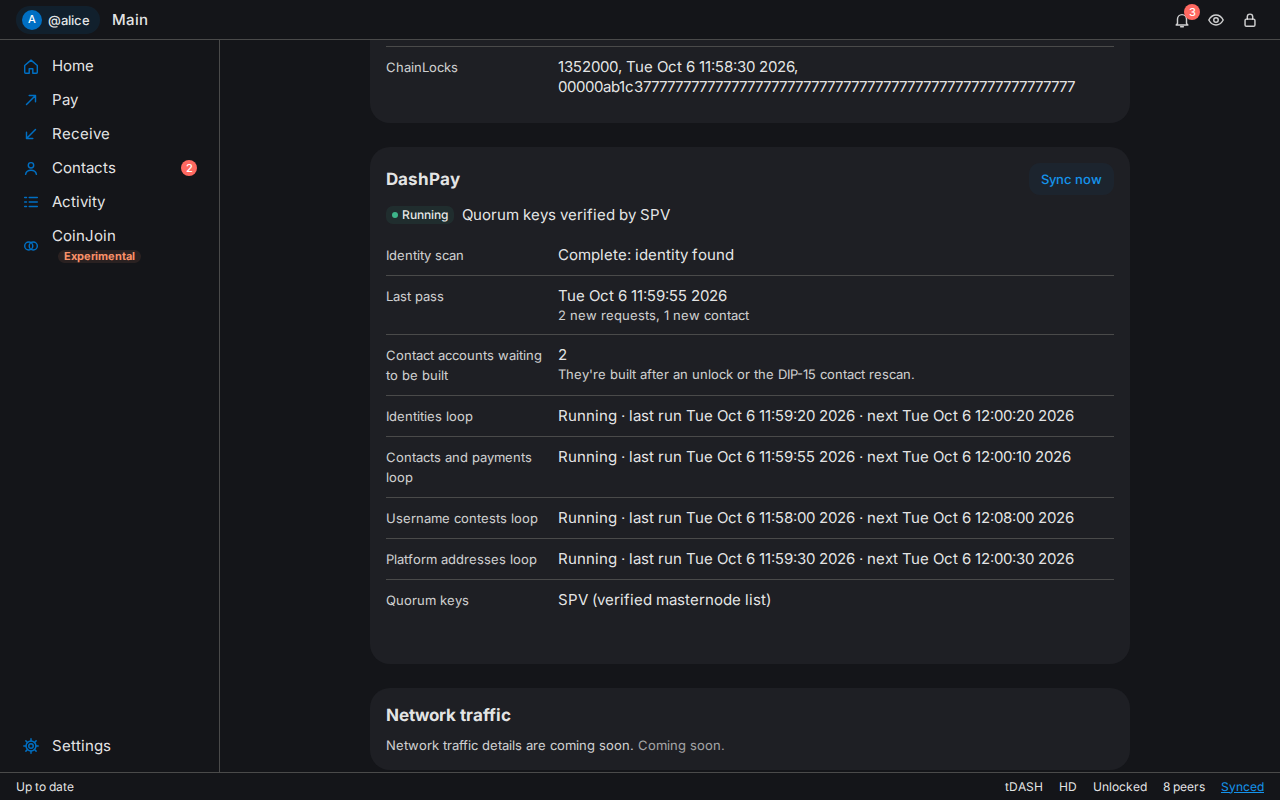 A @alice Main 3
Home
Pay
Receive
Contacts 2
Activity
CoinJoin
Experimental
Settings
ChainLocks 1352000, Tue Oct 6 11:58:30 2026,
DashPay Sync now
Running Quorum keys verified by SPV
Identity scan Complete: identity found
Last pass Tue Oct 6 11:59:55 2026
2 new requests, 1 new contact
Contact accounts waiting 2
to be built They're built after an unlock or the DIP-15 contact rescan.
Identities loop Running · last run Tue Oct 6 11:59:20 2026 · next Tue Oct 6 12:00:20 2026
Contacts and payments Running · last run Tue Oct 6 11:59:55 2026 · next Tue Oct 6 12:00:10 2026
loop
Username contests loop Running · last run Tue Oct 6 11:58:00 2026 · next Tue Oct 6 12:08:00 2026
Platform addresses loop Running · last run Tue Oct 6 11:59:30 2026 · next Tue Oct 6 12:00:30 2026
Quorum keys SPV (verified masternode list)
Network traffic
Network traffic details are coming soon. Coming soon.
Up to date tDASH HD Unlocked 8 peers Synced